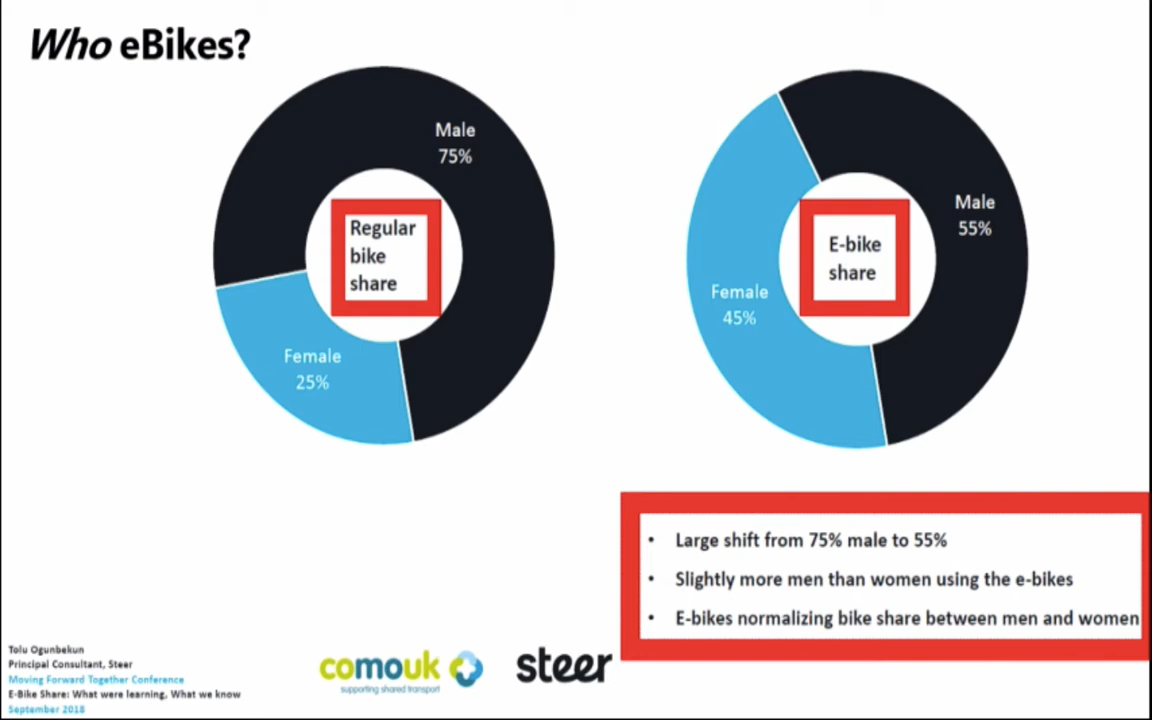 Who eBikes?
Male
75%
Regular
bike
share
Female
25%
Male
55%
E-bike
share
Female
45%
• Large shift from 75% male to 55%
• Slightly more men than women using the e-bikes
• E-bikes normalizing bike share between men and women
Tolu Ogunbekun
Principal Consultant, Steer
Moving Forward Together Conference
E-Bike Share: What were learning, What we know
September 2018
comouk
supporting shared transport
steer